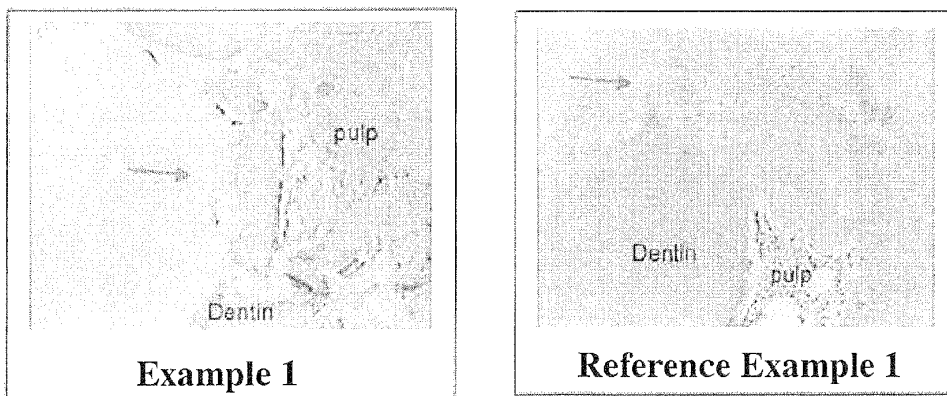 pulp
Dentin
Example 1
Dentin
pulp
Reference Example 1